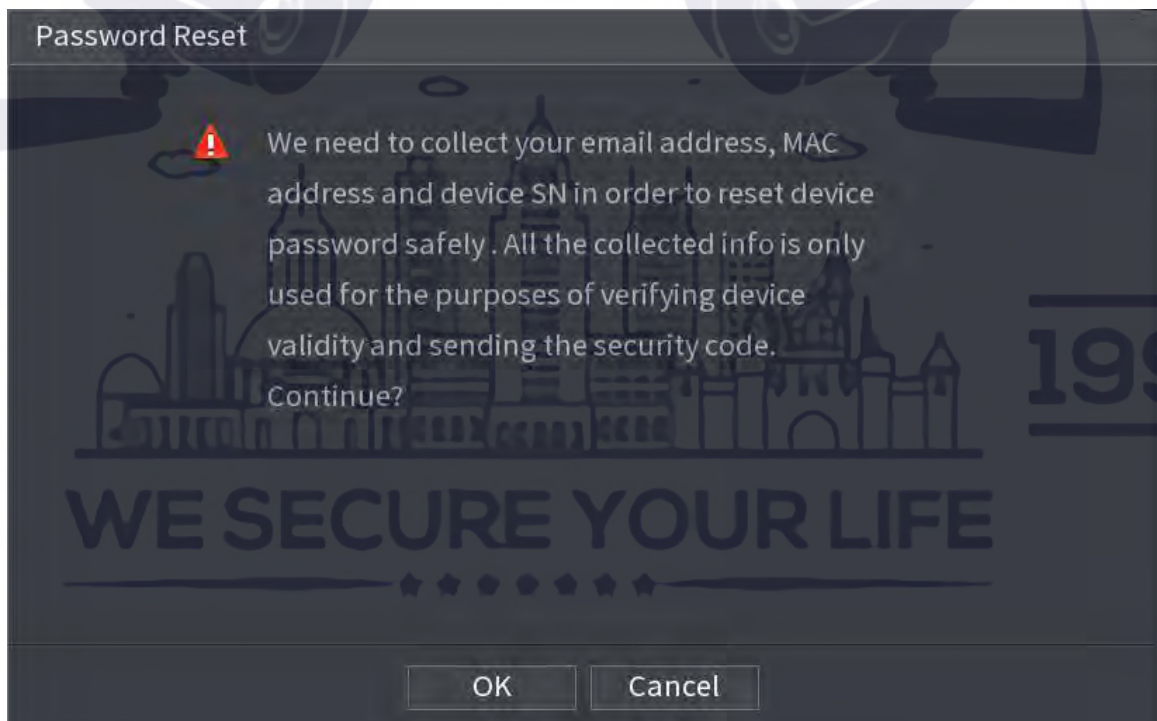 Password Reset
We need to collect your email address, MAC
address and device SN in order to reset device
password safely . All the collected info is only
used for the purposes of verifying device
validity and sending the security code.
Continue?
199
WE SECURE YOUR LIFE
OK Cancel